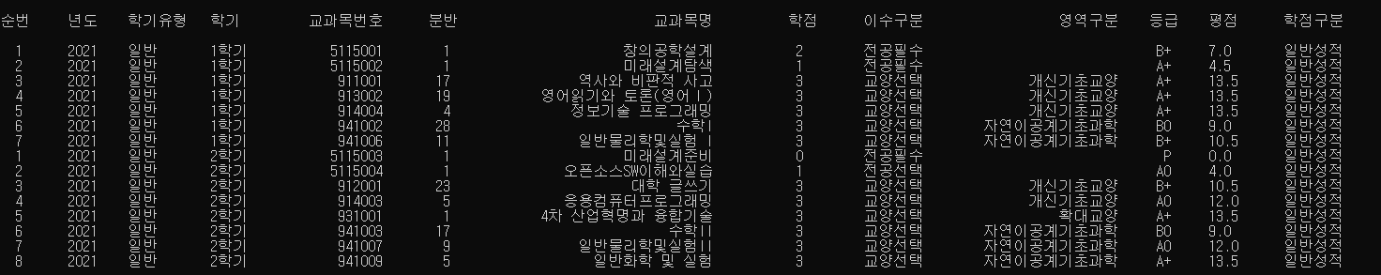 순번 년도 학기유형 학기 교과목번호 분반 교과목명 학점 이수구분 영역구분 등급 평점 학점구분
1 2021 일반 1학기 5115001 1 창의공학설계 2 전공필수 B+ 7.0 일반성적
2 2021 일반 1학기 5115002 1 미래설계탐색 1 전공필수 A+ 4.5 일반성적
3 2021 일반 1학기 911001 17 역사와 비판적 사고 3 교양선택 개신기초교양 A+ 13.5 일반성적
4 2021 일반 1학기 913002 19 영어읽기와 토론(영어Ⅰ) 3 교양선택 개신기초교양 A+ 13.5 일반성적
5 2021 일반 1학기 914004 4 정보기술 프로그래밍 3 교양선택 개신기초교양 A+ 13.5 일반성적
6 2021 일반 1학기 941002 28 수학I 3 교양선택 자연이공계기초과학 B0 9.0 일반성적
7 2021 일반 1학기 941006 11 일반물리학및실험Ⅰ 3 교양선택 자연이공계기초과학 B+ 10.5 일반성적
1 2021 일반 2학기 5115003 1 미래설계준비 0 전공필수 P 0.0 일반성적
2 2021 일반 2학기 5115004 1 오픈소스SW이해와실습 1 전공선택 A0 4.0 일반성적
3 2021 일반 2학기 912001 23 대학 글쓰기 3 교양선택 개신기초교양 B+ 10.5 일반성적
4 2021 일반 2학기 914003 5 응용컴퓨터프로그래밍 3 교양선택 개신기초교양 A0 12.0 일반성적
5 2021 일반 2학기 931001 1 4차 산업혁명과 융합기술 3 교양선택 확대교양 A+ 13.5 일반성적
6 2021 일반 2학기 941003 17 수학II 3 교양선택 자연이공계기초과학 B0 9.0 일반성적
7 2021 일반 2학기 941007 9 일반물리학및실험II 3 교양선택 자연이공계기초과학 A0 12.0 일반성적
8 2021 일반 2학기 941009 5 일반화학 및 실험 3 교양선택 자연이공계기초과학 A+ 13.5 일반성적